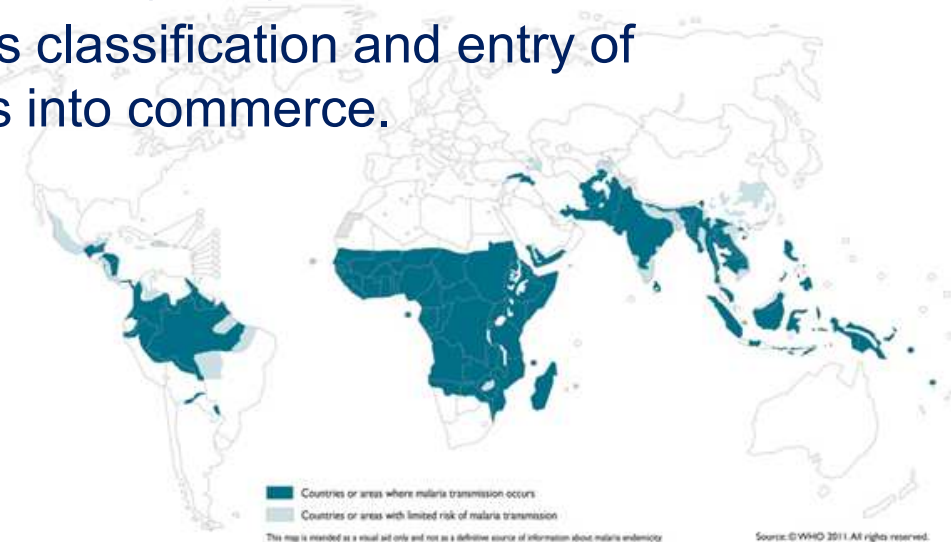 s classification and entry of
s into commerce.
Countries or areas where malaria transmission occurs
Countries or areas with limited risk of malaria transmission
This map is intended as a visual aid only and not as a definitive source of information about malaria endemicity
Source: © WHO 2011. All rights reserved.